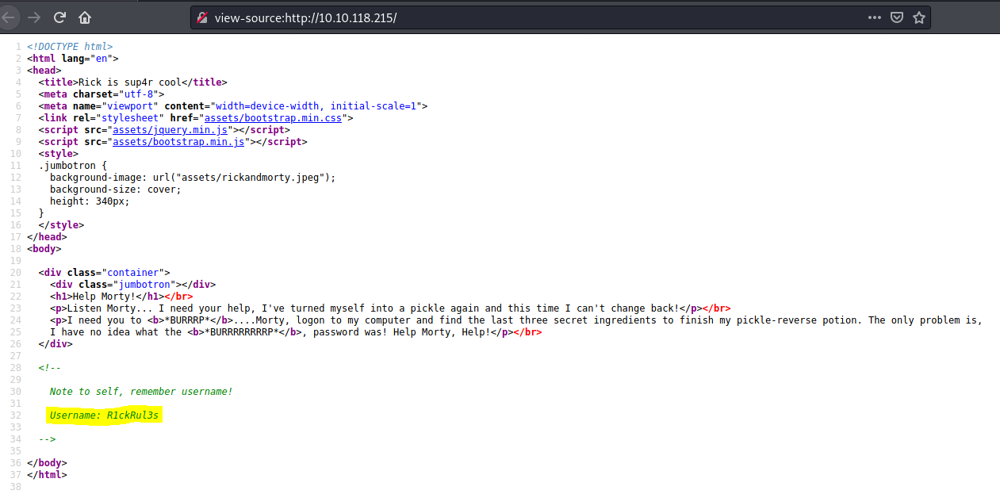 view-source:http://10.10.118.215/
1 <!DOCTYPE html>
2 <html lang="en">
3 <head>
4 <title>Rick is sup4r cool</title>
5 <meta charset="utf-8">
6 <meta name="viewport" content="width=device-width, initial-scale=1">
7 <link rel="stylesheet" href="assets/bootstrap.min.css">
8 <script src="assets/jquery.min.js"></script>
9 <script src="assets/bootstrap.min.js"></script>
10 <style>
11 .jumbotron {
12 background-image: url("assets/rickandmorty.jpeg");
13 background-size: cover;
14 height: 340px;
15 }
16 </style>
17 </head>
18 <body>
19
20 <div class="container">
21 <div class="jumbotron"></div>
22 <h1>Help Morty!</h1></br>
23 <p>Listen Morty... I need your help, I've turned myself into a pickle again and this time I can't change back!</p></br>
24 <p>I need you to <b>*BURRRP*</b>....Morty, logon to my computer and find the last three secret ingredients to finish my pickle-reverse potion. The only problem is,
25 I have no idea what the <b>*BURRRRRRRRP*</b>, password was! Help Morty, Help!</p></br>
26 </div>
27
28 <!--
29
30 Note to self, remember username!
31
32 Username: R1ckRul3s
33
34 -->
35
36 </body>
37 </html>
38